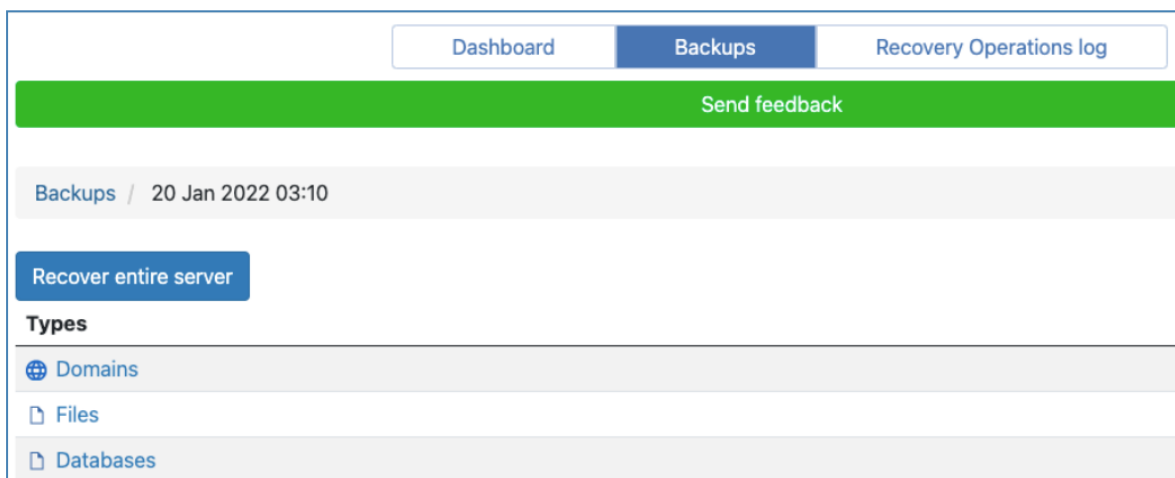 Dashboard Backups Recovery Operations log
Send feedback
Backups / 20 Jan 2022 03:10
Recover entire server
Types
Domains
Files
Databases